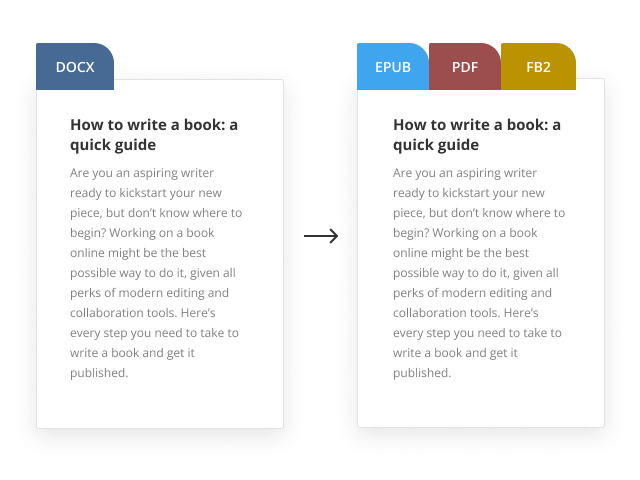 DOCX
How to write a book: a
quick guide
Are you an aspiring writer
ready to kickstart your new
piece, but don’t know where to
begin? Working on a book
online might be the best
possible way to do it, given all
perks of modern editing and
collaboration tools. Here’s
every step you need to take to
write a book and get it
published.
EPUB
PDF
FB2
How to write a book: a
quick guide
Are you an aspiring writer
ready to kickstart your new
piece, but don’t know where to
begin? Working on a book
online might be the best
possible way to do it, given all
perks of modern editing and
collaboration tools. Here’s
every step you need to take to
write a book and get it
published.